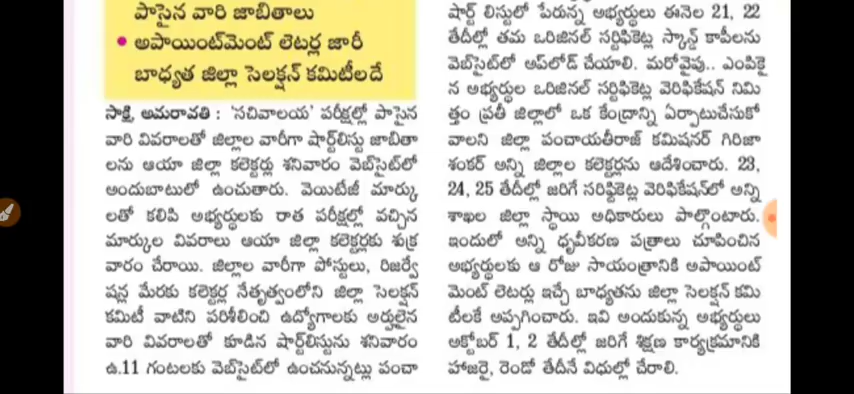 పాసైన వారి జాబితాలు
• అపాయింట్‌మెంట్ లెటర్ల జారీ
బాధ్యత జిల్లా సెలక్షన్ కమిటీలదే
సాక్షి, అమరావతి : 'సచివాలయ' పరీక్షల్లో పాసైన
వారి వివరాలతో జిల్లాల వారీగా షార్ట్‌లిస్టు జాబితా
లను ఆయా జిల్లా కలెక్టర్లు శనివారం వెబ్‌సైట్‌లో
అందుబాటులో ఉంచుతారు. వెయిటేజీ మార్కు
లతో కలిపి అభ్యర్థులకు రాత పరీక్షల్లో వచ్చిన
మార్కుల వివరాలు ఆయా జిల్లా కలెక్టర్లకు శుక్ర
వారం చేరాయి. జిల్లాల వారీగా పోస్టులు, రిజర్వే
షన్ల మేరకు కలెక్టర్ల నేతృత్వంలోని జిల్లా సెలక్షన్
కమిటీ వాటిని పరిశీలించి ఉద్యోగాలకు అర్హులైన
వారి వివరాలతో కూడిన షార్ట్‌లిస్టును శనివారం
ఉ.11 గంటలకు వెబ్‌సైట్‌లో ఉంచనున్నట్లు పంచా
షార్ట్ లిస్టులో పేరున్న అభ్యర్థులు ఈనెల 21, 22
తేదీల్లో తమ ఒరిజినల్ సర్టిఫికెట్ల స్కాన్డ్ కాపీలను
వెబ్‌సైట్‌లో అప్‌లోడ్ చేయాలి. మరోవైపు.. ఎంపికై
న అభ్యర్థుల ఒరిజినల్ సర్టిఫికెట్ల వెరిఫికేషన్ నిమి
త్తం ప్రతీ జిల్లాలో ఒక కేంద్రాన్ని ఏర్పాటుచేసుకో
వాలని జిల్లా పంచాయతీరాజ్ కమిషనర్ గిరిజా
శంకర్ అన్ని జిల్లాల కలెక్టర్లను ఆదేశించారు. 23,
24, 25 తేదీల్లో జరిగే సర్టిఫికెట్ల వెరిఫికేషన్‌లో అన్ని
శాఖల జిల్లా స్థాయి అధికారులు పాల్గొంటారు.
ఇందులో అన్ని ధృవీకరణ పత్రాలు చూపించిన
అభ్యర్థులకు ఆ రోజు సాయంత్రానికి అపాయింట్
మెంట్ లెటర్లు ఇచ్చే బాధ్యతను జిల్లా సెలక్షన్ కమి
టీలకే అప్పగించారు. ఇవి అందుకున్న అభ్యర్థులు
అక్టోబర్ 1, 2 తేదీల్లో జరిగే శిక్షణ కార్యక్రమానికి
హాజరై, రెండో తేదీనే విధుల్లో చేరాలి.